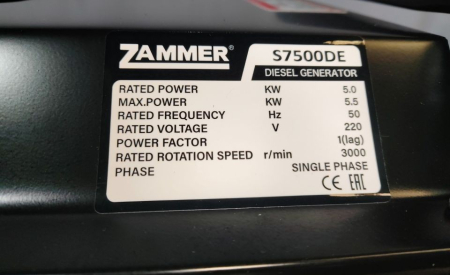 ZAMMER® S7500DE
DIESEL GENERATOR
RATED POWER KW 5.0
MAX.POWER KW 5.5
RATED FREQUENCY Hz 50
RATED VOLTAGE V 220
POWER FACTOR 1(lag)
RATED ROTATION SPEED r/min 3000
PHASE SINGLE PHASE
CE EAC